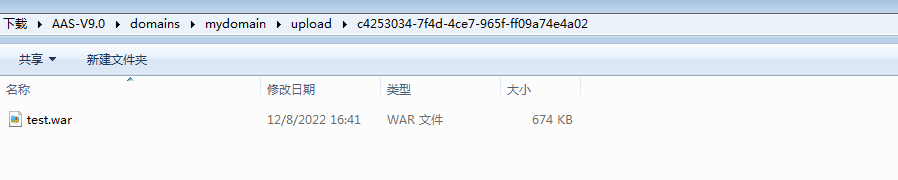 下载 ▸ AAS-V9.0 ▸ domains ▸ mydomain ▸ upload ▸ c4253034-7f4d-4ce7-965f-ff09a74e4a02
共享 ▼ 新建文件夹
名称 修改日期 类型 大小
test.war 12/8/2022 16:41 WAR 文件 674 KB